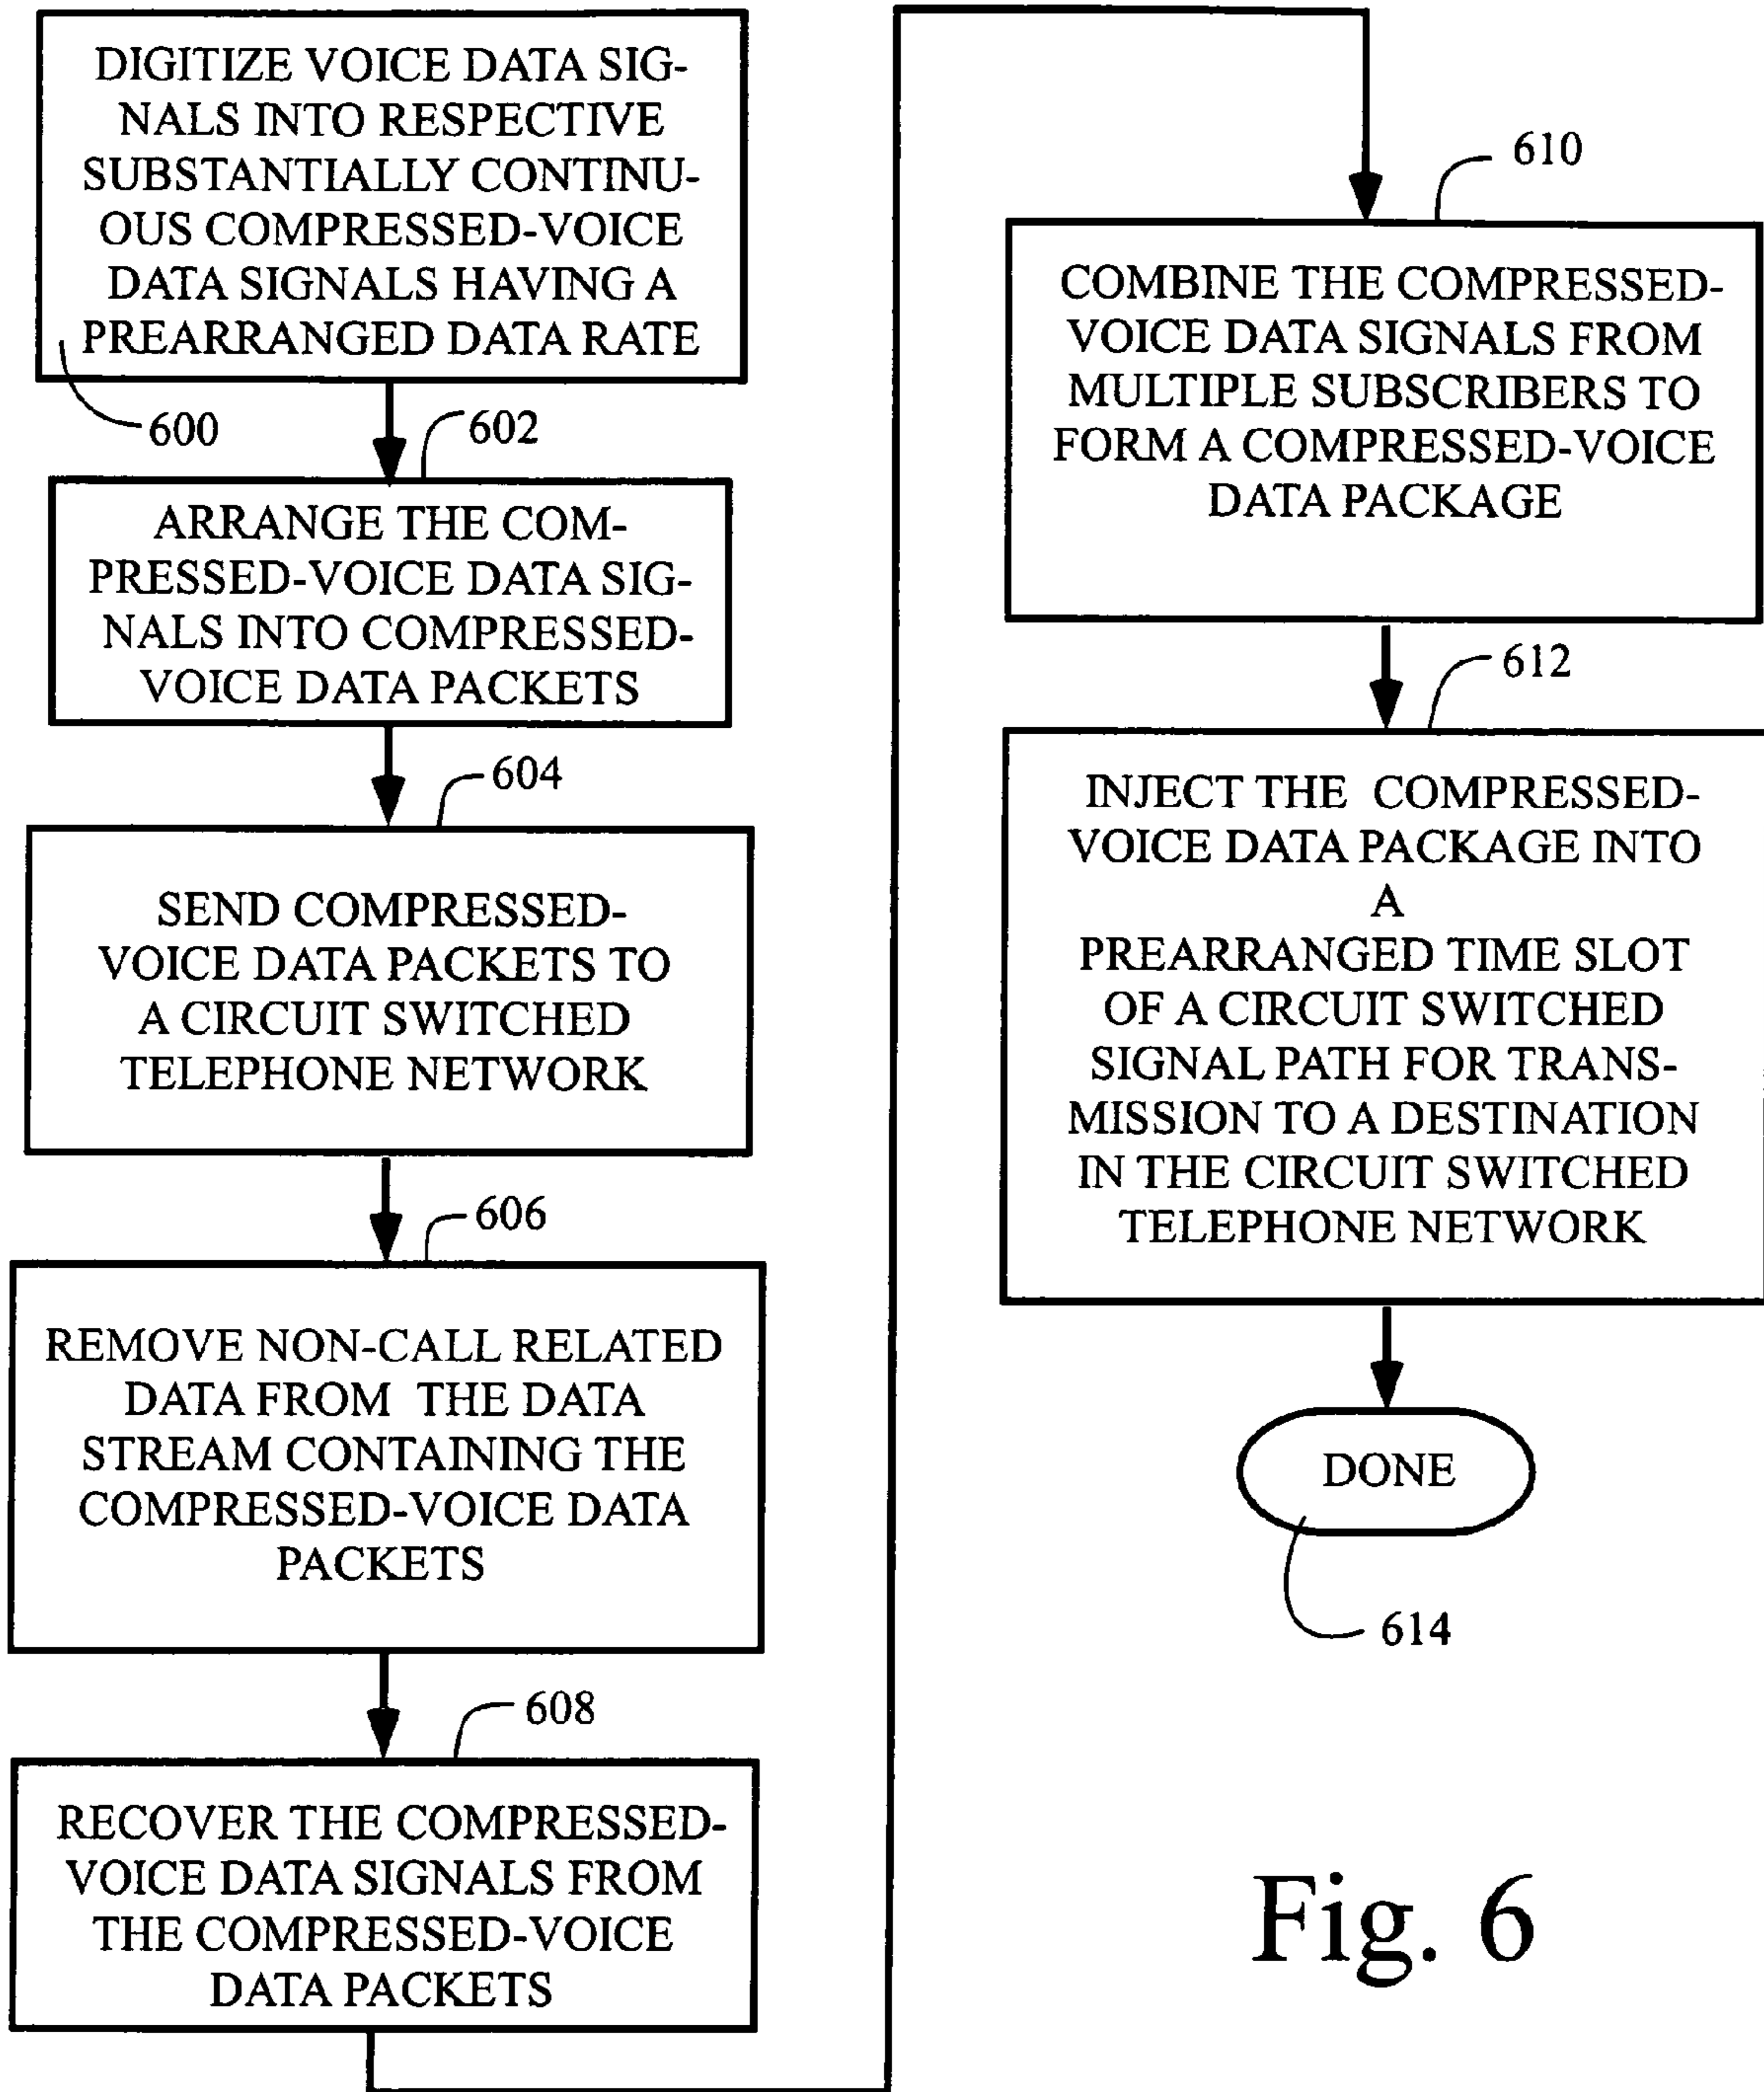 DIGITIZE VOICE DATA SIG-
NALS INTO RESPECTIVE
SUBSTANTIALLY CONTINU-
OUS COMPRESSED-VOICE
DATA SIGNALS HAVING A
PREARRANGED DATA RATE
600
602
ARRANGE THE COM-
PRESSED-VOICE DATA SIG-
NALS INTO COMPRESSED-
VOICE DATA PACKETS
604
SEND COMPRESSED-
VOICE DATA PACKETS TO
A CIRCUIT SWITCHED
TELEPHONE NETWORK
606
REMOVE NON-CALL RELATED
DATA FROM THE DATA
STREAM CONTAINING THE
COMPRESSED-VOICE DATA
PACKETS
608
RECOVER THE COMPRESSED-
VOICE DATA SIGNALS FROM
THE COMPRESSED-VOICE
DATA PACKETS
610
COMBINE THE COMPRESSED-
VOICE DATA SIGNALS FROM
MULTIPLE SUBSCRIBERS TO
FORM A COMPRESSED-VOICE
DATA PACKAGE
612
INJECT THE COMPRESSED-
VOICE DATA PACKAGE INTO
A
PREARRANGED TIME SLOT
OF A CIRCUIT SWITCHED
SIGNAL PATH FOR TRANS-
MISSION TO A DESTINATION
IN THE CIRCUIT SWITCHED
TELEPHONE NETWORK
DONE
614
Fig. 6